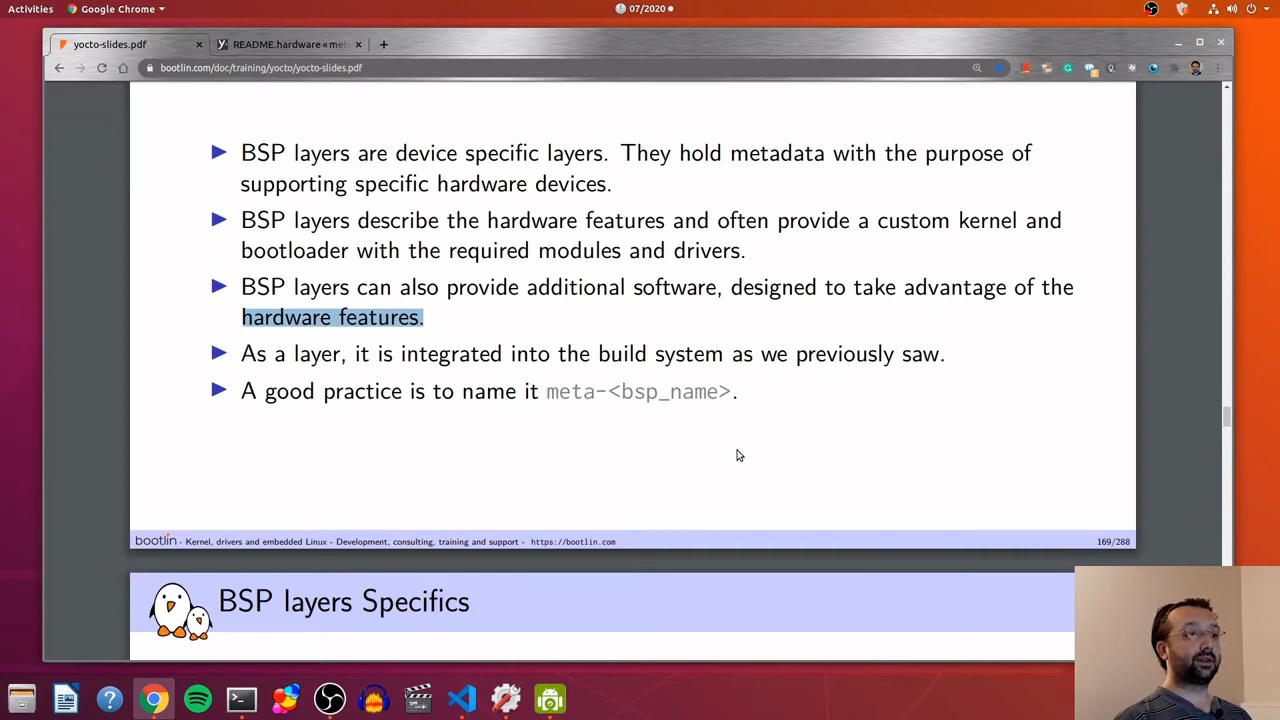 Activities
Google Chrome
07/2020
yocto-slides.pdf
README.hardware « me
bootlin.com/doc/training/yocto/yocto-slides.pdf
BSP layers are device specific layers. They hold metadata with the purpose of
supporting specific hardware devices.
BSP layers describe the hardware features and often provide a custom kernel and
bootloader with the required modules and drivers.
BSP layers can also provide additional software, designed to take advantage of the
hardware features.
As a layer, it is integrated into the build system as we previously saw.
A good practice is to name it meta-<bsp_name>.
bootlin - Kernel, drivers and embedded Linux - Development, consulting, training and support - https://bootlin.com
169/288
BSP layers Specifics